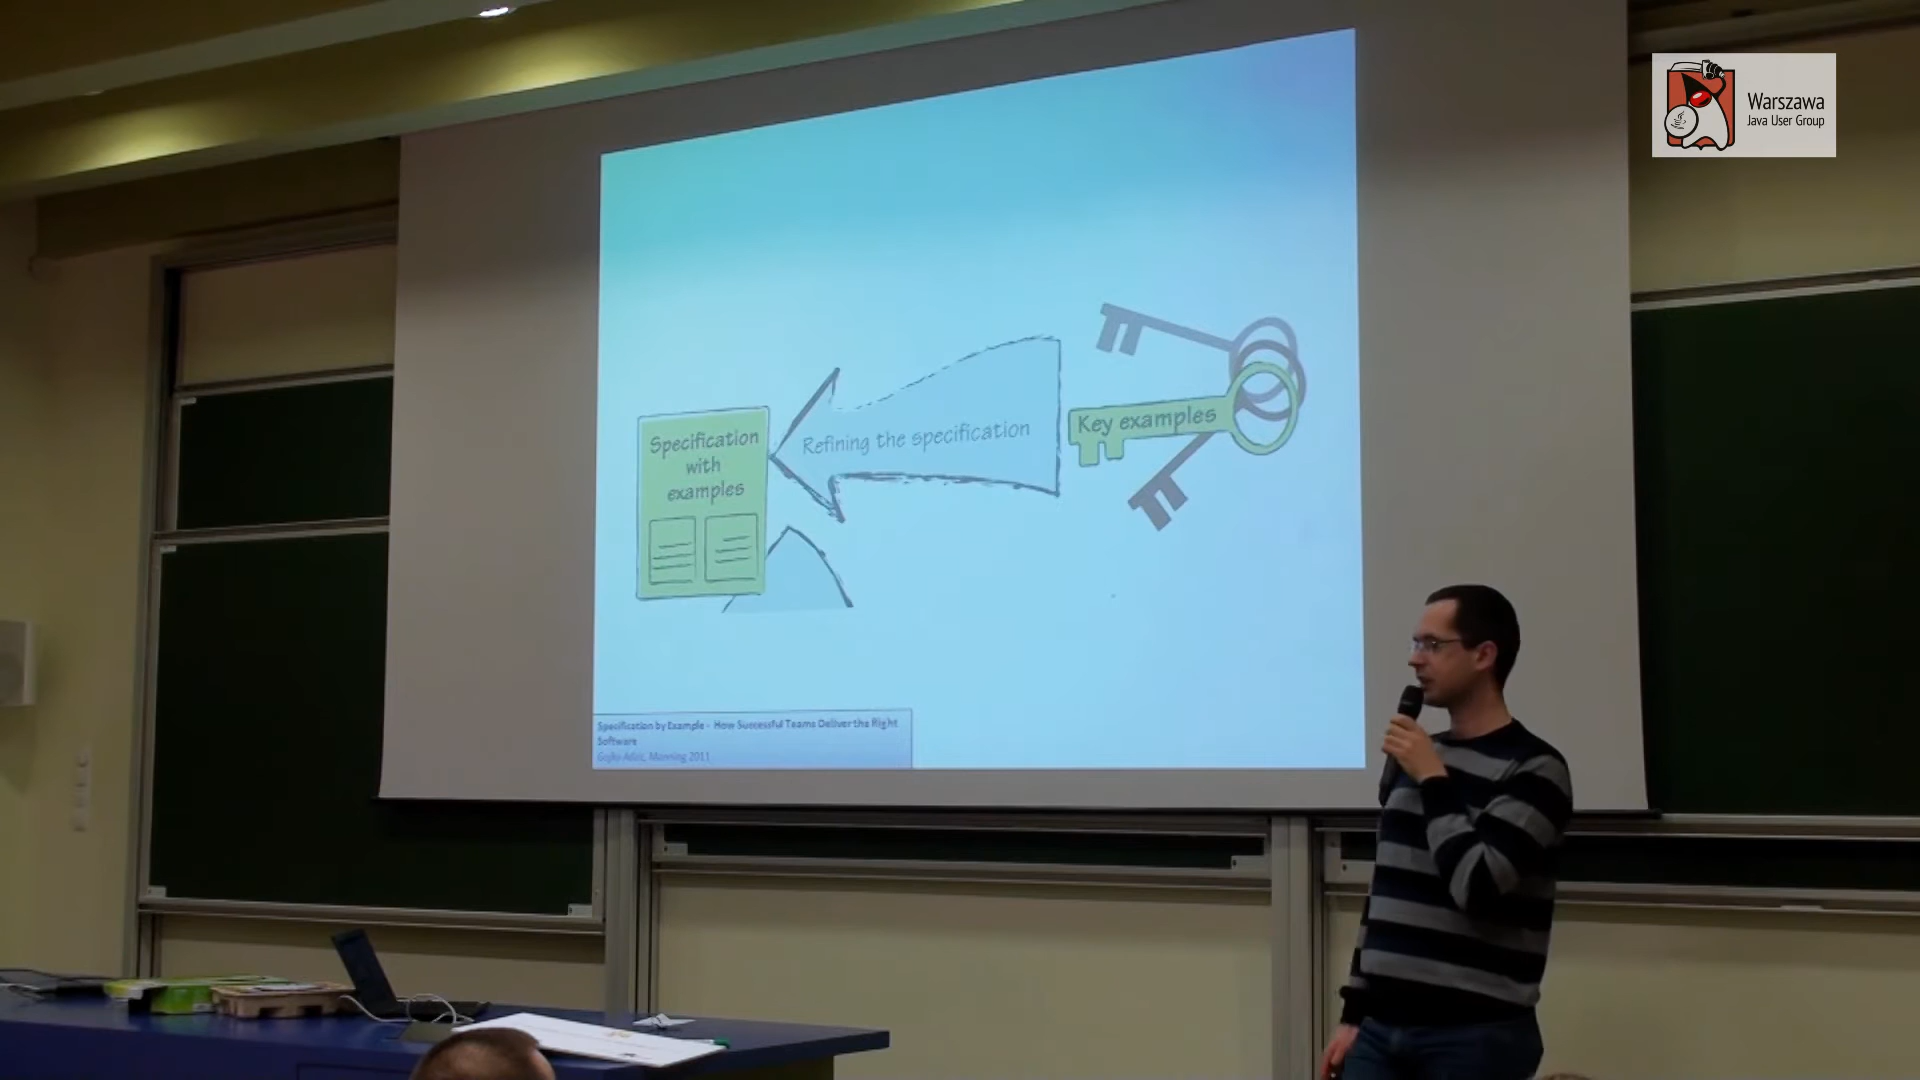 Warszawa
Java User Group
Specification
with
examples
Refining the specification
Key examples
Specification by Example - How Successful Teams Deliver the Right
Software
Gojko Adzic, Manning 2011